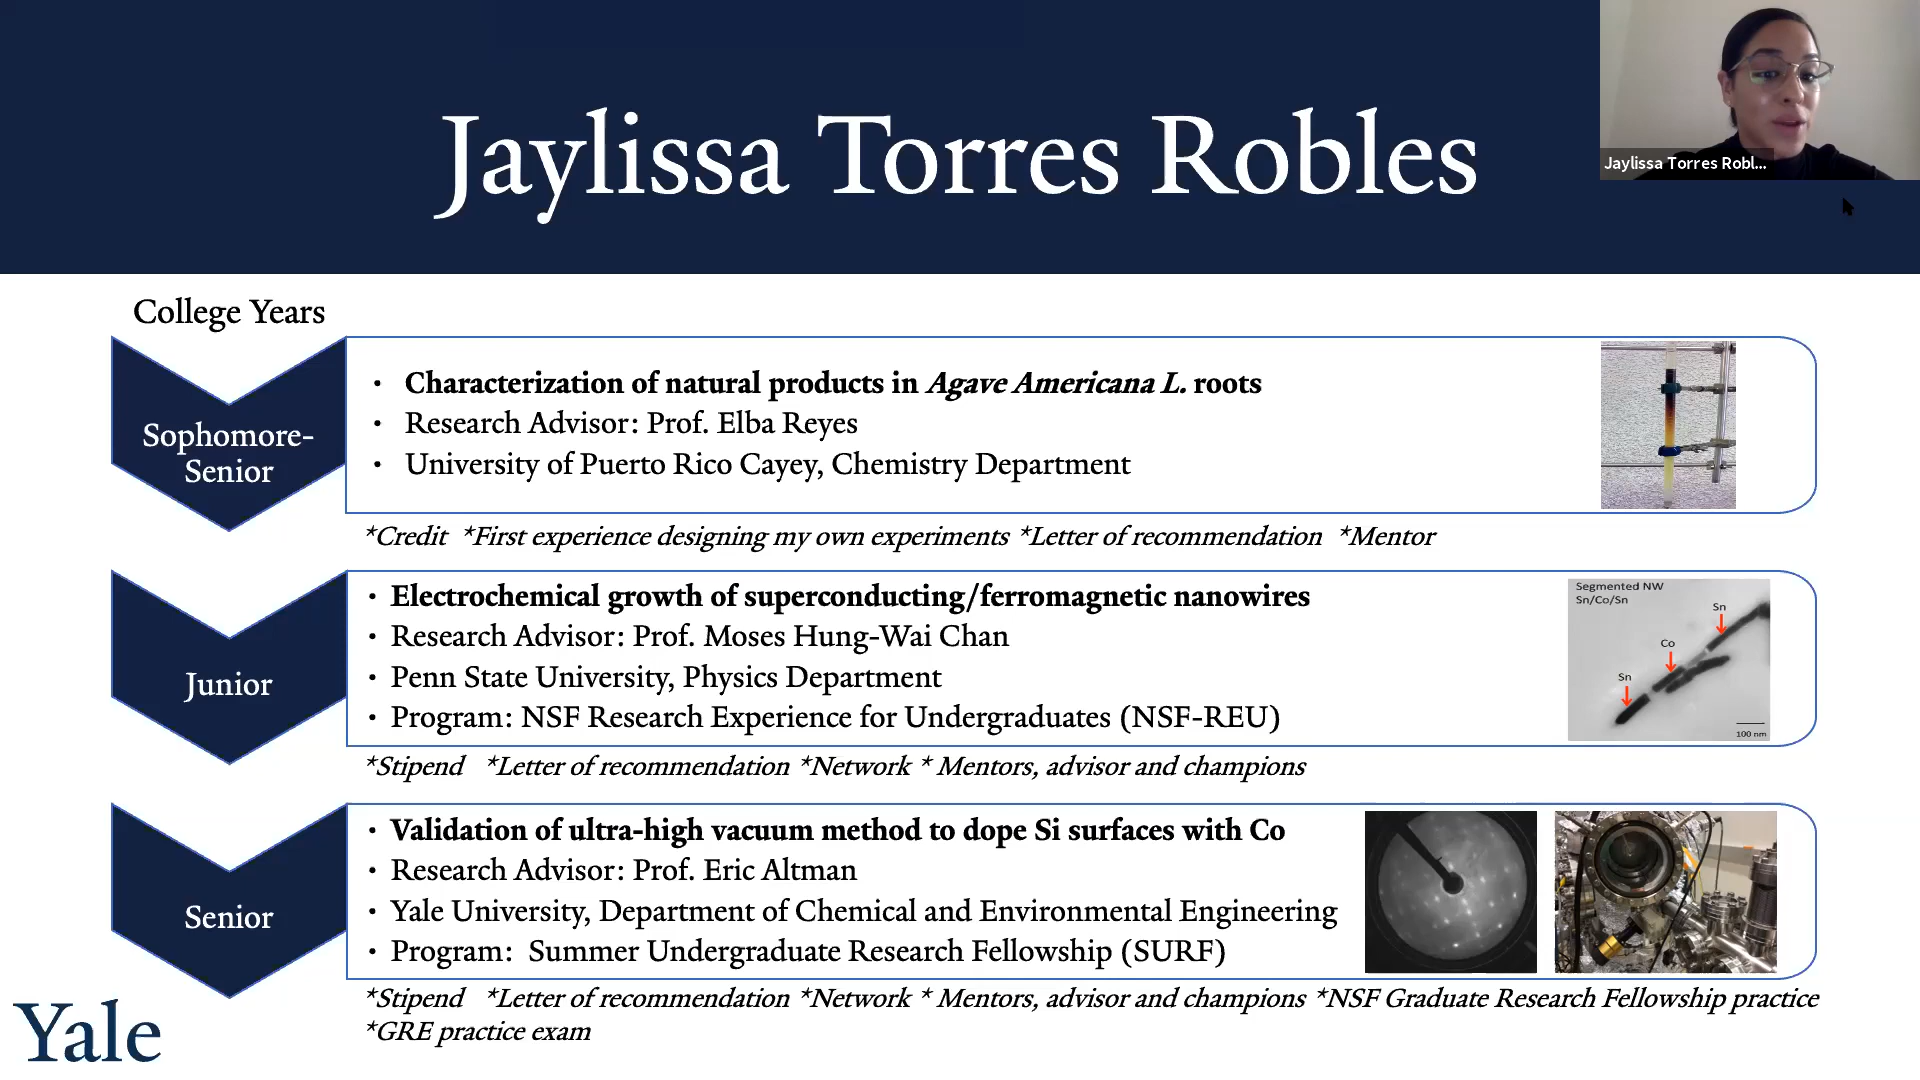 Jaylissa Torres Robles
Jaylissa Torres Robl...
College Years
Sophomore-
Senior
• Characterization of natural products in Agave Americana L. roots
• Research Advisor: Prof. Elba Reyes
• University of Puerto Rico Cayey, Chemistry Department
*Credit *First experience designing my own experiments *Letter of recommendation *Mentor
Junior
• Electrochemical growth of superconducting/ferromagnetic nanowires
• Research Advisor: Prof. Moses Hung-Wai Chan
• Penn State University, Physics Department
• Program: NSF Research Experience for Undergraduates (NSF-REU)
Segmented NW
Sn/Co/Sn
Sn
Co
Sn
100 nm
*Stipend *Letter of recommendation *Network * Mentors, advisor and champions
Senior
• Validation of ultra-high vacuum method to dope Si surfaces with Co
• Research Advisor: Prof. Eric Altman
• Yale University, Department of Chemical and Environmental Engineering
• Program: Summer Undergraduate Research Fellowship (SURF)
*Stipend *Letter of recommendation *Network * Mentors, advisor and champions *NSF Graduate Research Fellowship practice
*GRE practice exam
Yale